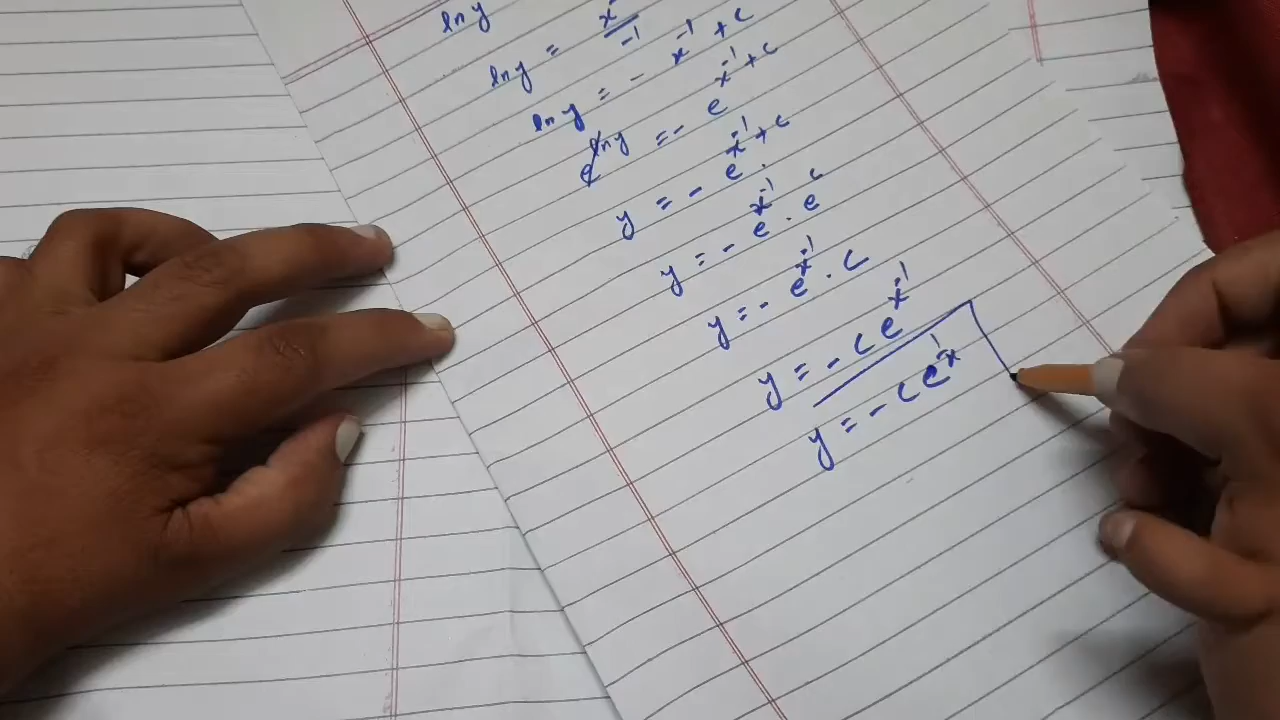 ln y
ln y = x⁻¹/-1
ln y = - x⁻¹ + c
e^ln y = - e^x⁻¹ + c
y = - e^x⁻¹ + c
y = - e^x⁻¹ . e^c
y = - e^x⁻¹ . c
y = - c e^x⁻¹
y = - c e^1/x